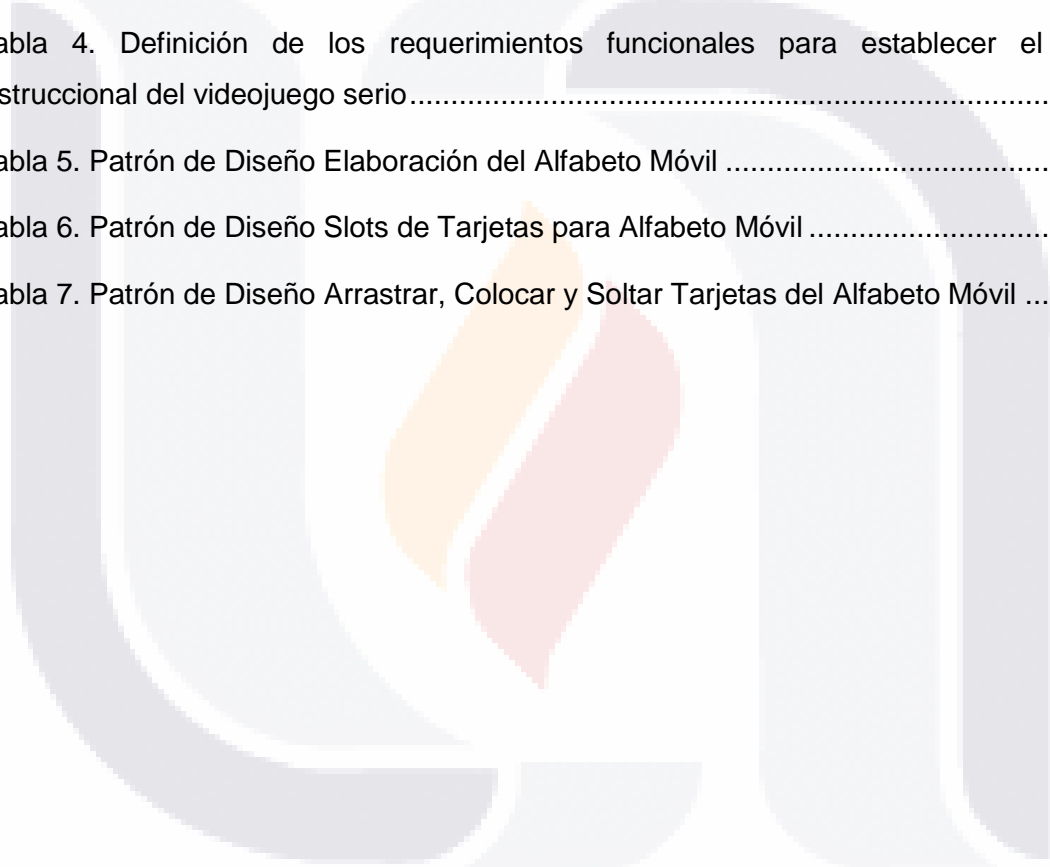 abla 4. Definición de los requerimientos funcionales para establecer el
structuccional del videojuego serio........................................................................
abla 5. Patrón de Diseño Elaboración del Alfabeto Móvil .......................................
abla 6. Patrón de Diseño Slots de Tarjetas para Alfabeto Móvil .............................
abla 7. Patrón de Diseño Arrastrar, Colocar y Soltar Tarjetas del Alfabeto Móvil ...